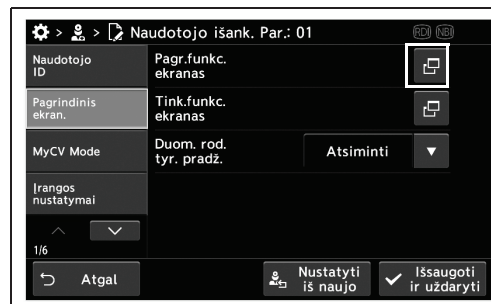 > > Naudotojo išank. Par.: 01 RDI NBI
Naudotojo
ID
Pagr.funkc.
ekranas
Pagrindinis
ekran.
Tink.funkc.
ekranas
MyCV Mode
Duom. rod.
tyr. pradž.
Atsiminti
Įrangos
nustatymai
1/6
Atgal
Nustatyti
iš naujo
Išsaugoti
ir uždaryti